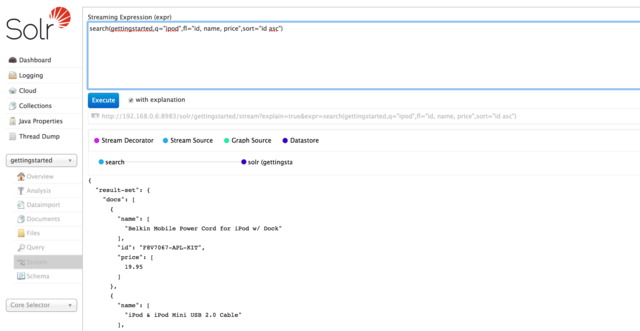 Solr
Dashboard
Logging
Cloud
Collections
Java Properties
Thread Dump
gettingstarted
Overview
Analysis
Dataimport
Documents
Files
Query
Stream
Schema
Core Selector
Streaming Expression (expr)
search(gettingstarted,q="ipod",fl="id, name, price",sort="id asc")
Execute
with explanation
http://192.168.0.6:8983/solr/gettingstarted/stream?explain=true&expr=search(gettingstarted,q="ipod",fl="id, name, price",sort="id asc")
Stream Decorator Stream Source Graph Source Datastore
search solr (gettingsta
{
"result-set": {
"docs": [
{
"name": [
"Belkin Mobile Power Cord for iPod w/ Dock"
],
"id": "F8V7067-APL-KIT",
"price": [
19.95
]
},
{
"name": [
"iPod & iPod Mini USB 2.0 Cable"
],